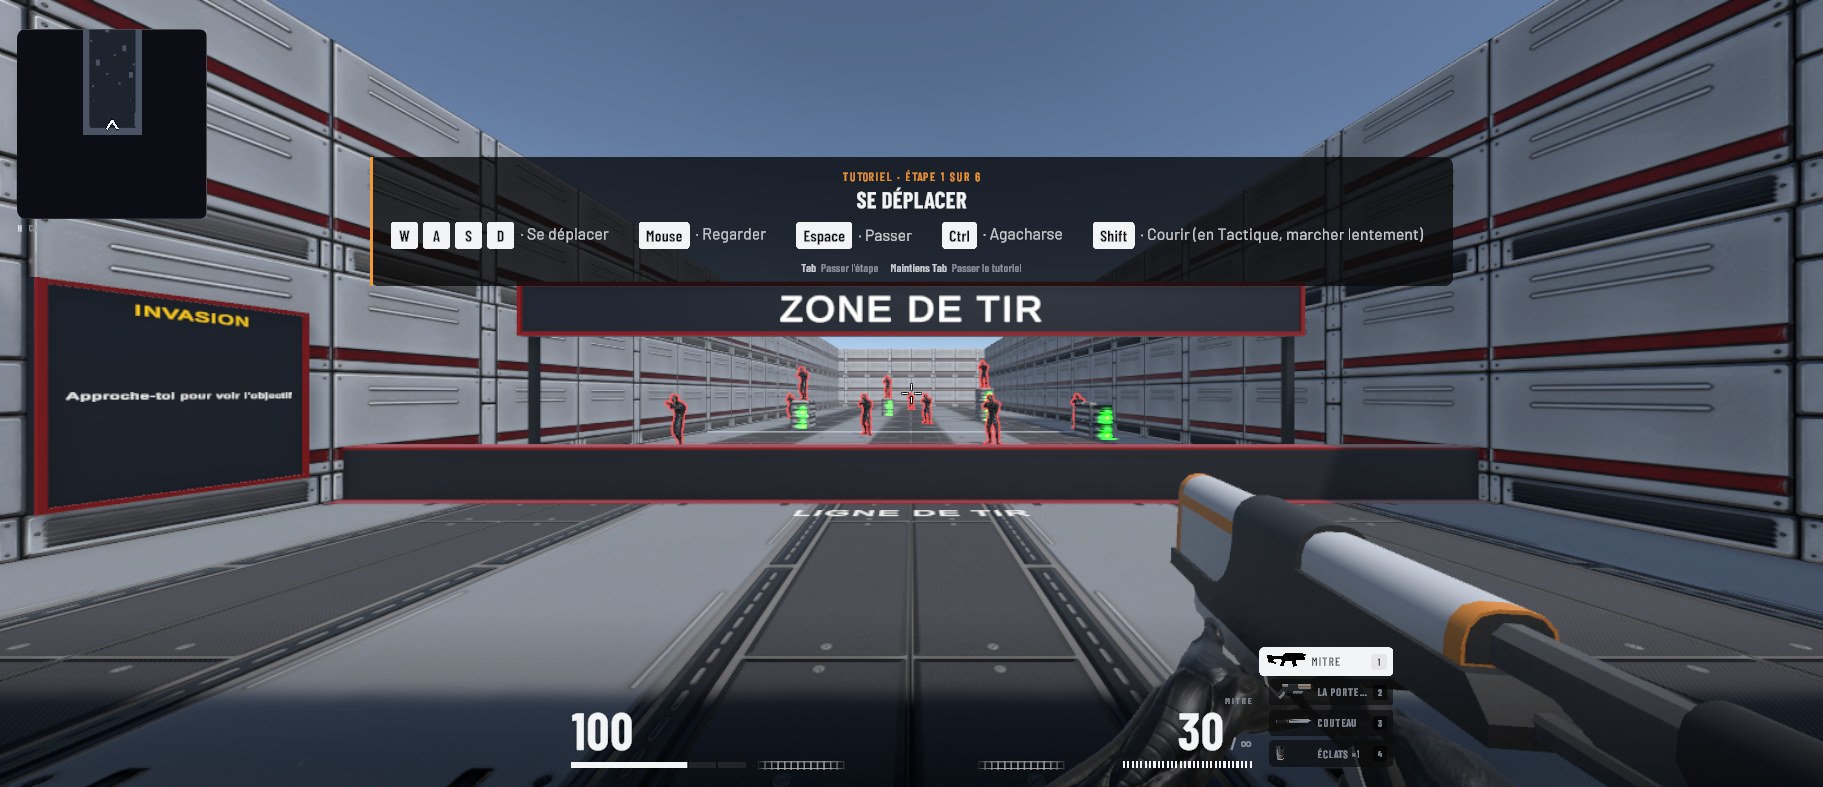 TUTORIEL - ÉTAPE 1 SUR 6
SE DÉPLACER
W A S D · Se déplacer Mouse · Regarder Espace · Passer Ctrl · Agacharse Shift · Courir (en Tactique, marcher lentement)
Tab Passer l'étape Maintiens Tab Passer le tutoriel
ZONE DE TIR
INVASION
Approche-toi pour voir l'objectif
LIGNE DE TIR
MITRE 1
LA PORTE... 2
COUTEAU 3
ÉCLATS ×1 4
MITRE
100
30 / ∞